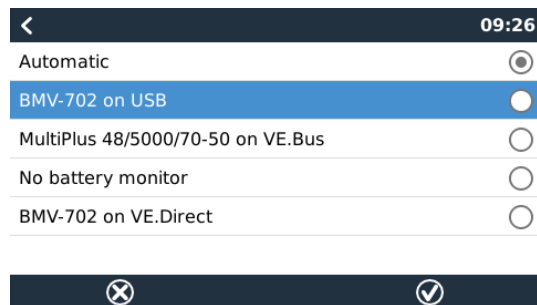 09:26
Automatic
BMV-702 on USB
MultiPlus 48/5000/70-50 on VE.Bus
No battery monitor
BMV-702 on VE.Direct